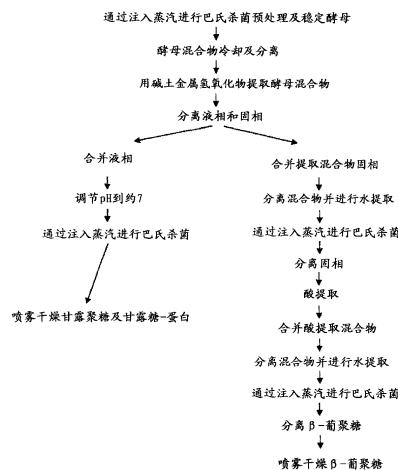 通过注入蒸汽进行巴氏杀菌预处理及稳定酵母
酵母混合物冷却及分离
用碱土金属氢氧化物提取酵母混合物
分离液相和固相
合并液相
调节pH到约7
通过注入蒸汽进行巴氏杀菌
喷雾干燥甘露聚糖及甘露糖-蛋白
合并提取混合物固相
分离混合物并进行水提取
通过注入蒸汽进行巴氏杀菌
分离固相
酸提取
合并酸提取混合物
分离混合物并进行水提取
通过注入蒸汽进行巴氏杀菌
分离β-葡聚糖
喷雾干燥β-葡聚糖